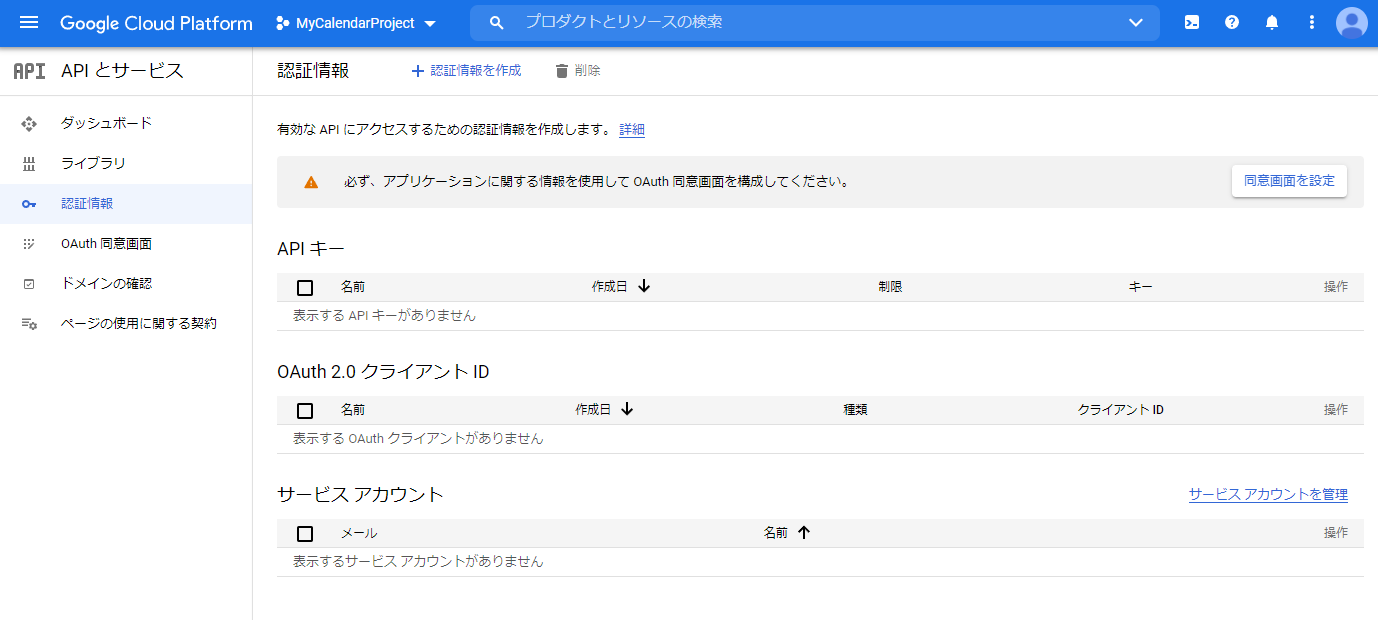 Google Cloud Platform MyCalendarProject プロダクトとリソースの検索
API API とサービス 認証情報 + 認証情報を作成 削除
ダッシュボード
ライブラリ
認証情報
OAuth 同意画面
ドメインの確認
ページの使用に関する契約
有効な API にアクセスするための認証情報を作成します。 詳細
必ず、アプリケーションに関する情報を使用して OAuth 同意画面を構成してください。 同意画面を設定
API キー
名前 作成日 制限 キー 操作
表示する API キーがありません
OAuth 2.0 クライアント ID
名前 作成日 種類 クライアント ID 操作
表示する OAuth クライアントがありません
サービス アカウント サービス アカウントを管理
メール 名前 操作
表示するサービス アカウントがありません